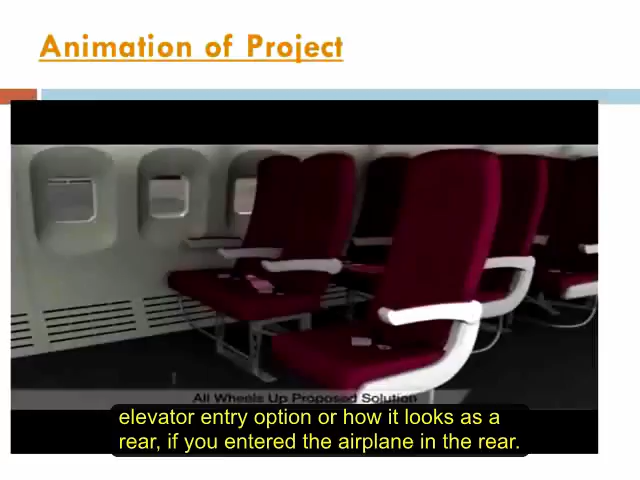 Animation of Project
All Wheels Up Proposed Solution
elevator entry option or how it looks as a
rear, if you entered the airplane in the rear.